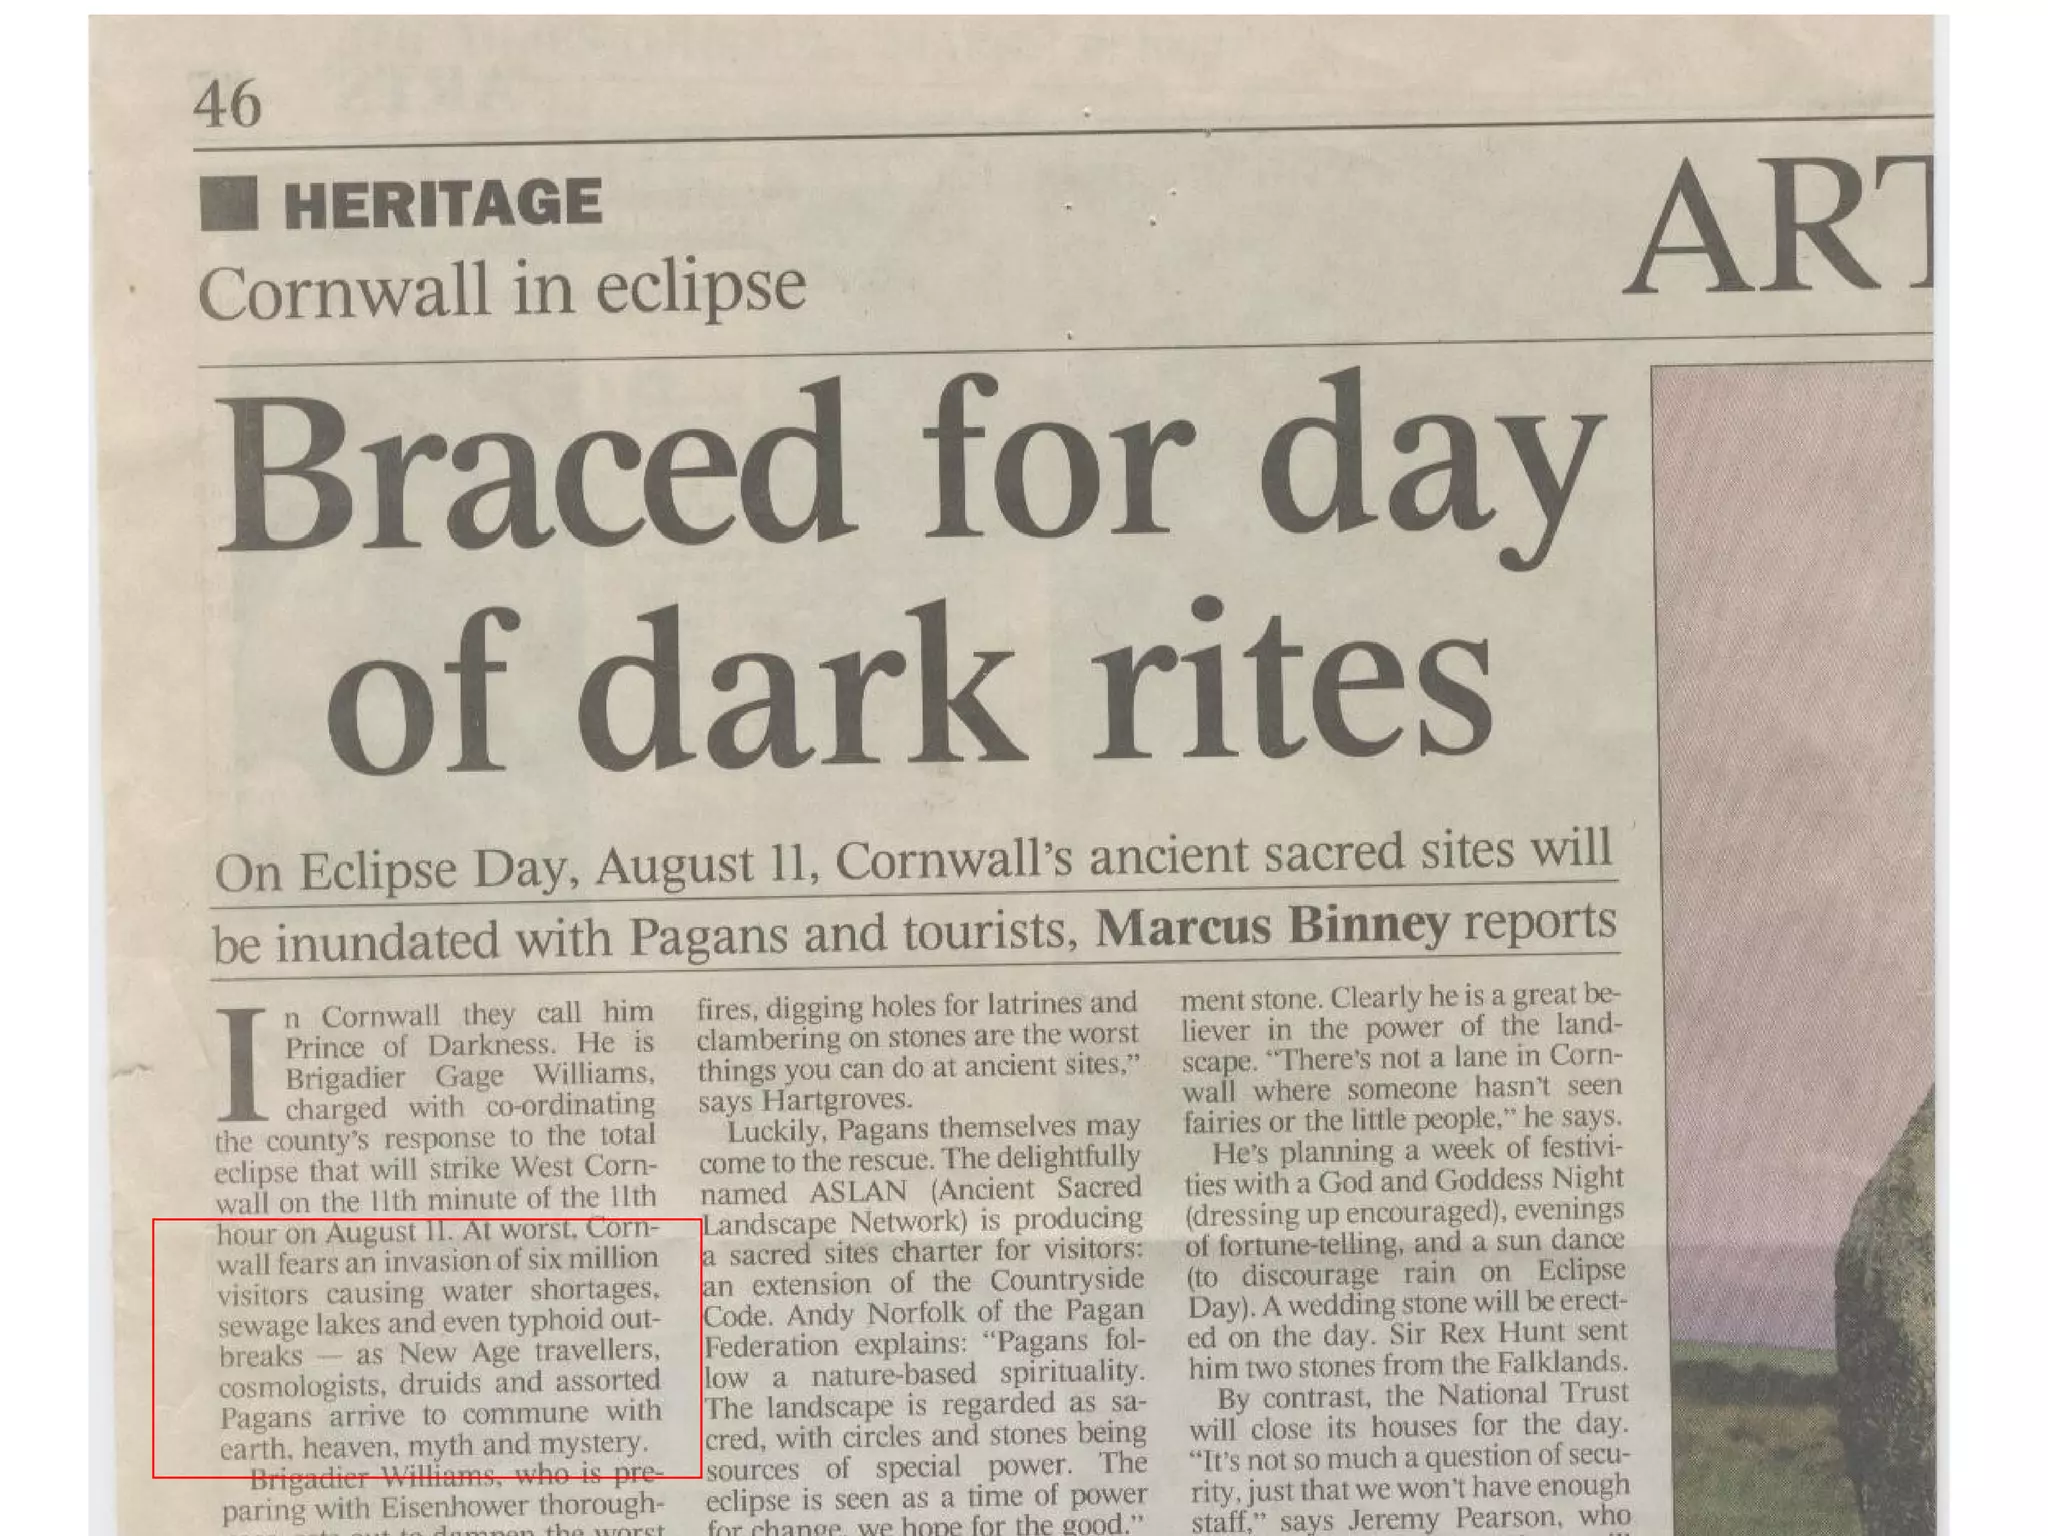 46
HERITAGE
Cornwall in eclipse
ART
Braced for day
of dark rites
On Eclipse Day, August 11, Cornwall's ancient sacred sites will
be inundated with Pagans and tourists, Marcus Binney reports
In Cornwall they call him
Prince of Darkness. He is
Brigadier Gage Williams,
charged with co-ordinating
the county's response to the total
eclipse that will strike West Corn-
wall on the 11th minute of the 11th
hour on August 11. At worst, Corn-
wall fears an invasion of six million
visitors causing water shortages,
sewage lakes and even typhoid out-
breaks — as New Age travellers,
cosmologists, druids and assorted
Pagans arrive to commune with
earth, heaven, myth and mystery.
Brigadier Williams, who is pre-
paring with Eisenhower thorough-
the worst
fires, digging holes for latrines and
clambering on stones are the worst
things you can do at ancient sites,"
says Hartgroves.
Luckily, Pagans themselves may
come to the rescue. The delightfully
named ASLAN (Ancient Sacred
Landscape Network) is producing
a sacred sites charter for visitors:
an extension of the Countryside
Code. Andy Norfolk of the Pagan
Federation explains: "Pagans fol-
low a nature-based spirituality.
The landscape is regarded as sa-
cred, with circles and stones being
sources of special power. The
eclipse is seen as a time of power
for change, we hope for the good."
ment stone. Clearly he is a great be-
liever in the power of the land-
scape. "There's not a lane in Corn-
wall where someone hasn't seen
fairies or the little people," he says.
He's planning a week of festivi-
ties with a God and Goddess Night
(dressing up encouraged), evenings
of fortune-telling, and a sun dance
(to discourage rain on Eclipse
Day). A wedding stone will be erect-
ed on the day. Sir Rex Hunt sent
him two stones from the Falklands.
By contrast, the National Trust
will close its houses for the day.
"It's not so much a question of secu-
rity, just that we won't have enough
staff," says Jeremy Pearson, who